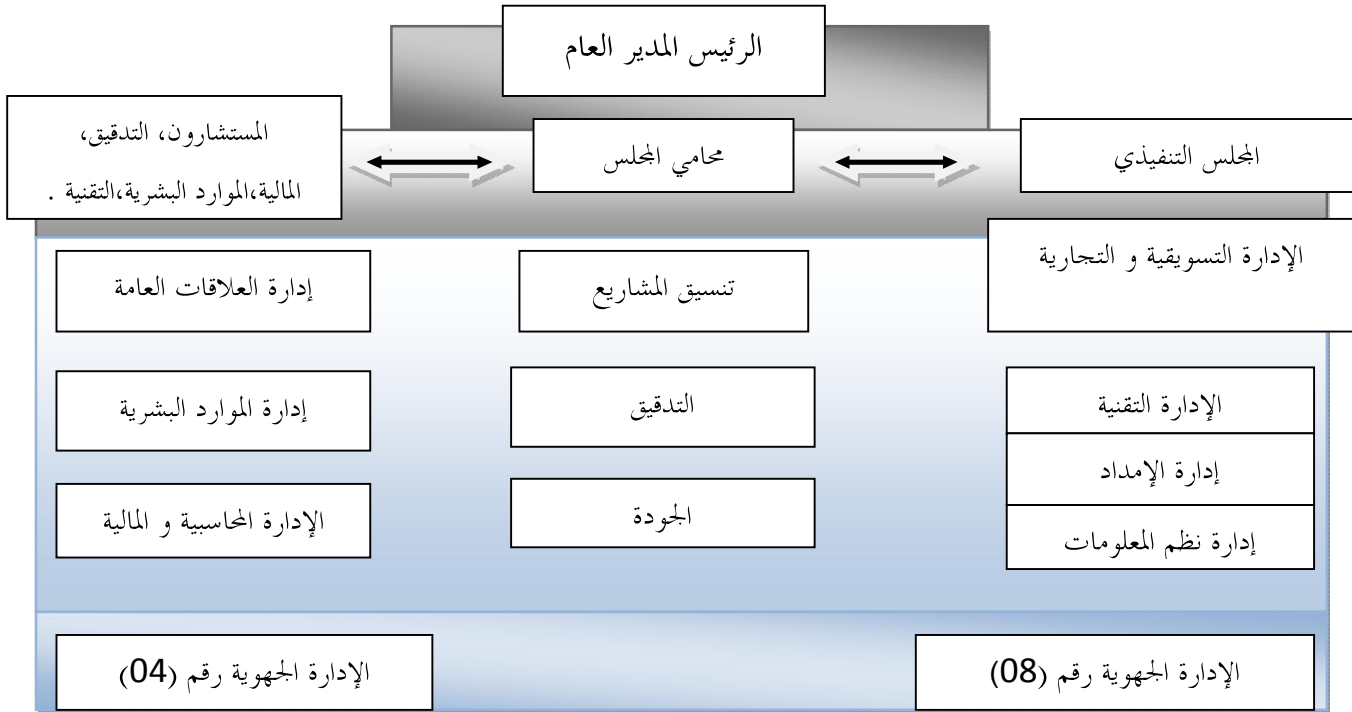 الرئيس المدير العام
المجلس التنفيذي
محامي المجلس
المستشارون، التدقيق،
المالية،الموارد البشرية،التقنية .
الإدارة التسويقية و التجارية
تنسيق المشاريع
إدارة العلاقات العامة
الإدارة التقنية
التدقيق
إدارة الموارد البشرية
إدارة الإمداد
الجودة
الإدارة المحاسبية و المالية
إدارة نظم المعلومات
الإدارة الجهوية رقم (08)
الإدارة الجهوية رقم (04)